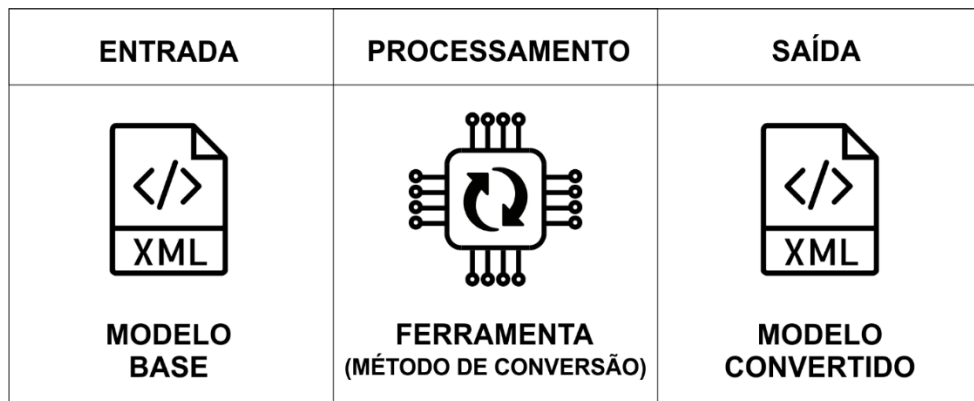 ENTRADA
PROCESSAMENTO
SAÍDA
</>
XML
</>
XML
MODELO
BASE
FERRAMENTA
(MÉTODO DE CONVERSÃO)
MODELO
CONVERTIDO